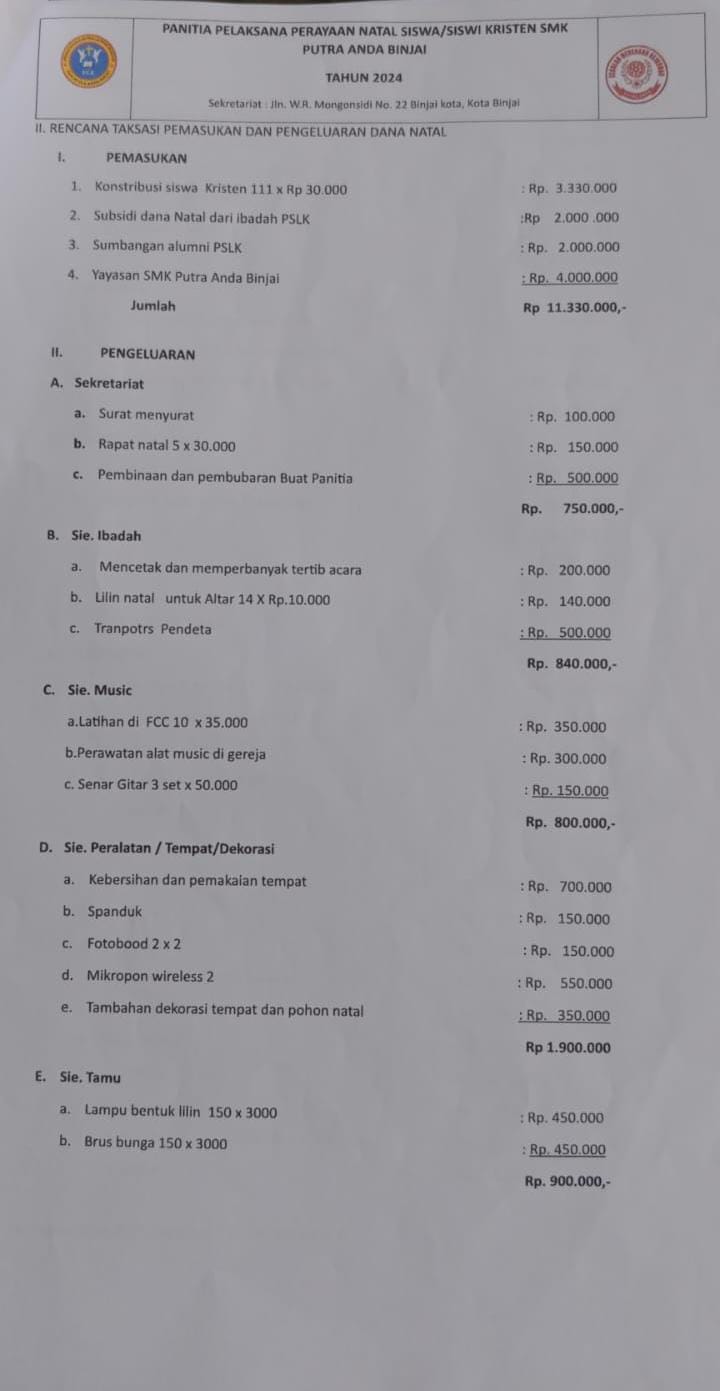 PANITIA PELAKSANA PERAYAAN NATAL SISWA/SISWI KRISTEN SMK
PUTRA ANDA BINJAI
TAHUN 2024
Sekretariat : Jln. W.R. Mongonsidi No. 22 Binjai kota, Kota Binjai
II. RENCANA TAKSASI PEMASUKAN DAN PENGELUARAN DANA NATAL
I. PEMASUKAN
1. Konstribusi siswa Kristen 111 x Rp 30.000 : Rp. 3.330.000
2. Subsidi dana Natal dari ibadah PSLK :Rp 2.000 .000
3. Sumbangan alumni PSLK : Rp. 2.000.000
4. Yayasan SMK Putra Anda Binjai : Rp. 4.000.000
Jumlah Rp 11.330.000,-
II. PENGELUARAN
A. Sekretariat
a. Surat menyurat : Rp. 100.000
b. Rapat natal 5 x 30.000 : Rp. 150.000
c. Pembinaan dan pembubaran Buat Panitia : Rp. 500.000
Rp. 750.000,-
B. Sie. Ibadah
a. Mencetak dan memperbanyak tertib acara : Rp. 200.000
b. Lilin natal untuk Altar 14 X Rp.10.000 : Rp. 140.000
c. Tranpotrs Pendeta : Rp. 500.000
Rp. 840.000,-
C. Sie. Music
a.Latihan di FCC 10 x 35.000 : Rp. 350.000
b.Perawatan alat music di gereja : Rp. 300.000
c. Senar Gitar 3 set x 50.000 : Rp. 150.000
Rp. 800.000,-
D. Sie. Peralatan / Tempat/Dekorasi
a. Kebersihan dan pemakaian tempat : Rp. 700.000
b. Spanduk : Rp. 150.000
c. Fotobood 2 x 2 : Rp. 150.000
d. Mikropon wireless 2 : Rp. 550.000
e. Tambahan dekorasi tempat dan pohon natal : Rp. 350.000
Rp 1.900.000
E. Sie. Tamu
a. Lampu bentuk lilin 150 x 3000 : Rp. 450.000
b. Brus bunga 150 x 3000 : Rp. 450.000
Rp. 900.000,-